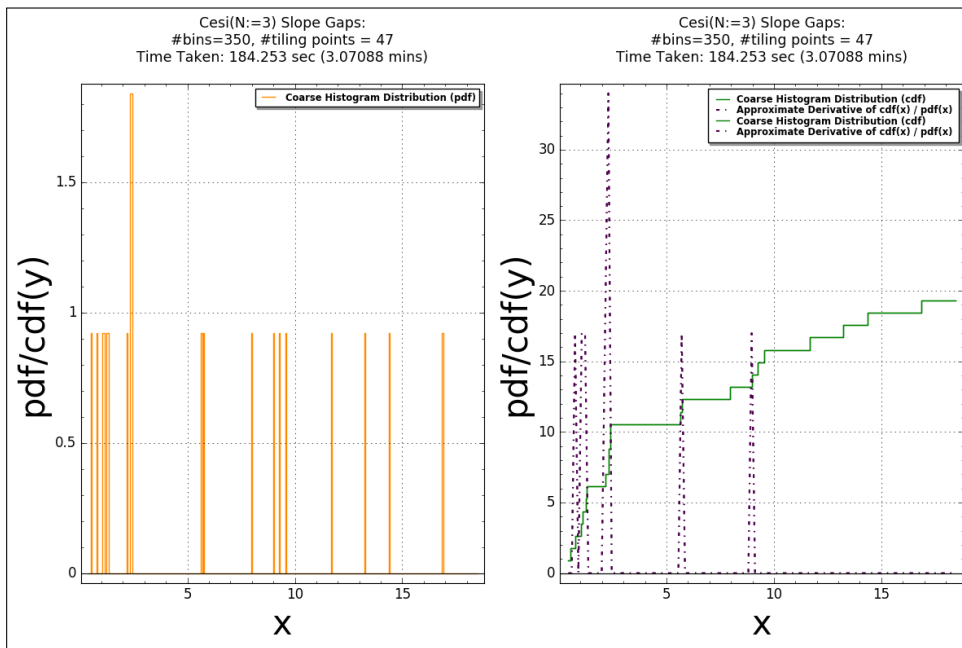 Cesi(N:=3) Slope Gaps:
#bins=350, #tiling points = 47
Time Taken: 184.253 sec (3.07088 mins)
Coarse Histogram Distribution (pdf)
1.5
1
0.5
0
pdf/cdf(y)
5
10
15
x
Cesi(N:=3) Slope Gaps:
#bins=350, #tiling points = 47
Time Taken: 184.253 sec (3.07088 mins)
Coarse Histogram Distribution (cdf)
Approximate Derivative of cdf(x) / pdf(x)
Coarse Histogram Distribution (cdf)
Approximate Derivative of cdf(x) / pdf(x)
30
25
20
15
10
5
0
pdf/cdf(y)
5
10
15
x